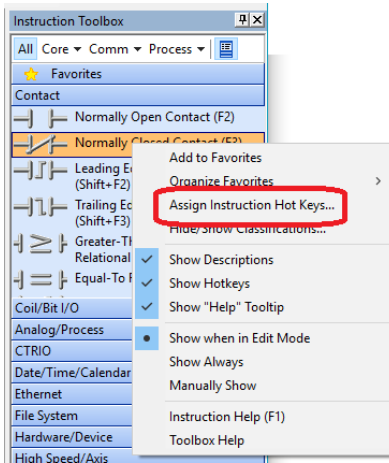 Instruction Toolbox
All Core Comm Process
Favorites
Contact
Normally Open Contact (F2)
Normally Closed Contact (F3)
Leading Ed
(Shift+F2)
Trailing Ed
(Shift+F3)
Greater-Th
Relational
Equal-To R
Coil/Bit I/O
Analog/Process
CTRIO
Date/Time/Calendar
Ethernet
File System
Hardware/Device
High Speed/Axis
Add to Favorites
Organize Favorites
Assign Instruction Hot Keys...
Hide/Show Classifications...
Show Descriptions
Show Hotkeys
Show "Help" Tooltip
Show when in Edit Mode
Show Always
Manually Show
Instruction Help (F1)
Toolbox Help